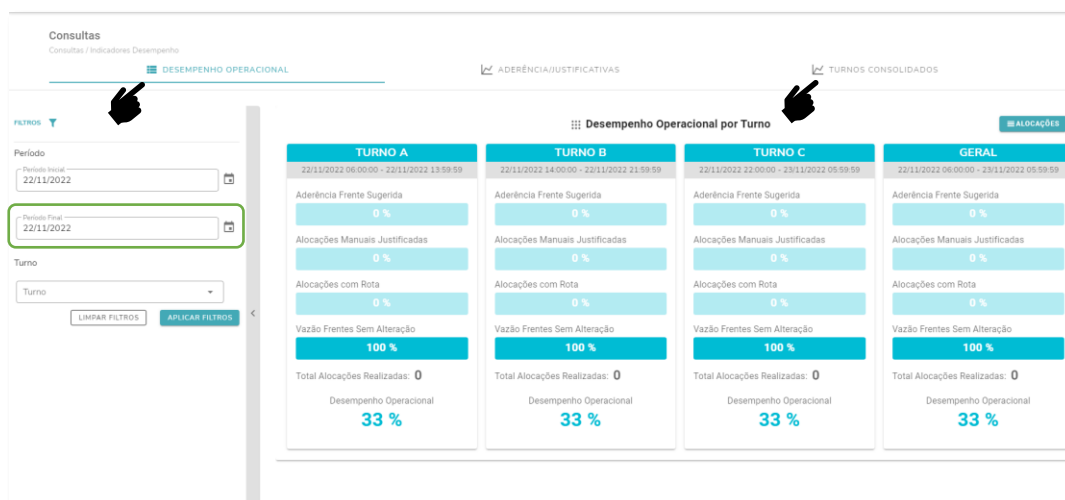 Consultas
Consultas / Indicadores Desempenho
DESEMPENHO OPERACIONAL
ADERÊNCIA/JUSTIFICATIVAS
TURNOS CONSOLIDADOS
FILTROS
Período
Período Inicial
22/11/2022
Período Final
22/11/2022
Turno
Turno
LIMPAR FILTROS
APLICAR FILTROS
Desempenho Operacional por Turno
ALOCAÇÕES
TURNO A
22/11/2022 06:00:00 - 22/11/2022 13:59:59
Aderência Frente Sugerida
0 %
Alocações Manuais Justificadas
0 %
Alocações com Rota
0 %
Vazão Frentes Sem Alteração
100 %
Total Alocações Realizadas: 0
Desempenho Operacional
33 %
TURNO B
22/11/2022 14:00:00 - 22/11/2022 21:59:59
Aderência Frente Sugerida
0 %
Alocações Manuais Justificadas
0 %
Alocações com Rota
0 %
Vazão Frentes Sem Alteração
100 %
Total Alocações Realizadas: 0
Desempenho Operacional
33 %
TURNO C
22/11/2022 22:00:00 - 23/11/2022 05:59:59
Aderência Frente Sugerida
0 %
Alocações Manuais Justificadas
0 %
Alocações com Rota
0 %
Vazão Frentes Sem Alteração
100 %
Total Alocações Realizadas: 0
Desempenho Operacional
33 %
GERAL
22/11/2022 06:00:00 - 23/11/2022 05:59:59
Aderência Frente Sugerida
0 %
Alocações Manuais Justificadas
0 %
Alocações com Rota
0 %
Vazão Frentes Sem Alteração
100 %
Total Alocações Realizadas: 0
Desempenho Operacional
33 %